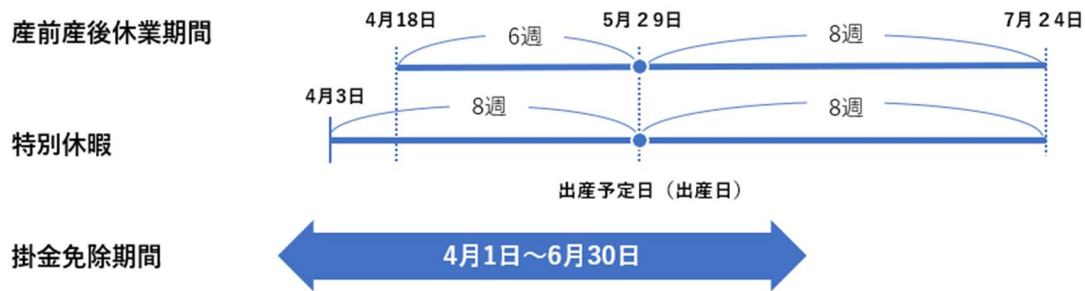 産前産後休業期間
4月18日
5月29日
7月24日
6週
8週
4月3日
特別休暇
8週
8週
出産予定日（出産日）
掛金免除期間
4月1日～6月30日